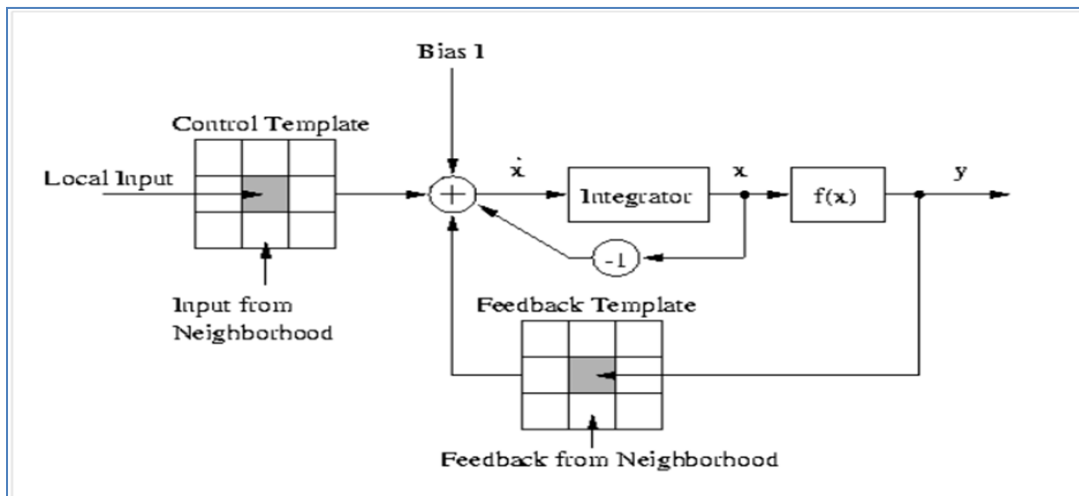 Bias 1
Control Template
Local Input
+
ẋ
Integrator
x
f(x)
y
-1
Input from
Neighborhood
Feedback Template
Feedback from Neighborhood